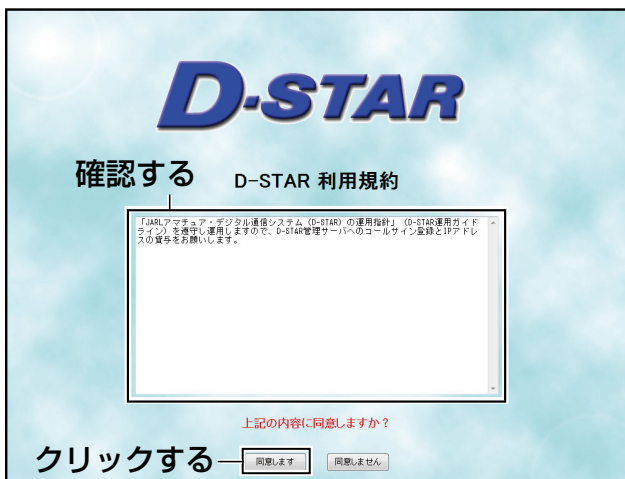 D-STAR
確認する
D-STAR 利用規約
「JARLアマチュア・デジタル通信システム (D-STAR) の運用指針」 (D-STAR運用ガイド
ライン) を遵守し運用しますので、D-STAR管理サーバへのコールサイン登録とIPアドレ
スの貸与をお願いします。
上記の内容に同意しますか?
クリックする
同意します
同意しません